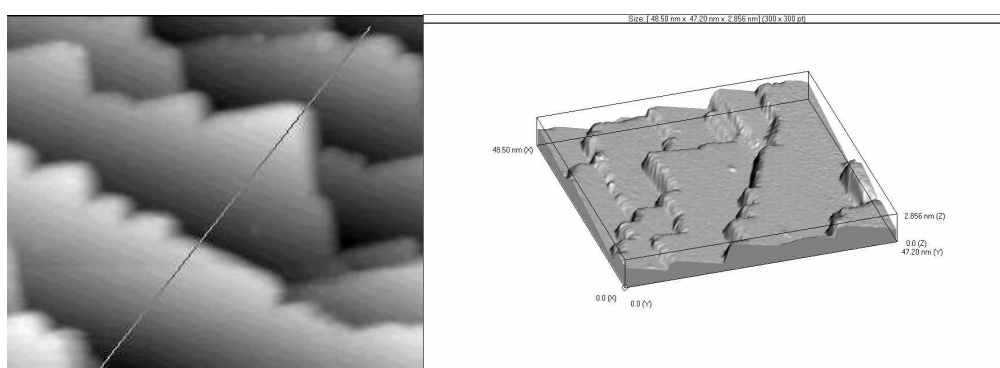 Size: [ 48.50 nm x 47.20 nm x 2.856 nm] (300 x 300 pt)
48.50 nm (X)
2.856 nm (Z)
0.0 (Z)
47.20 nm (Y)
0.0 (X)
0.0 (Y)